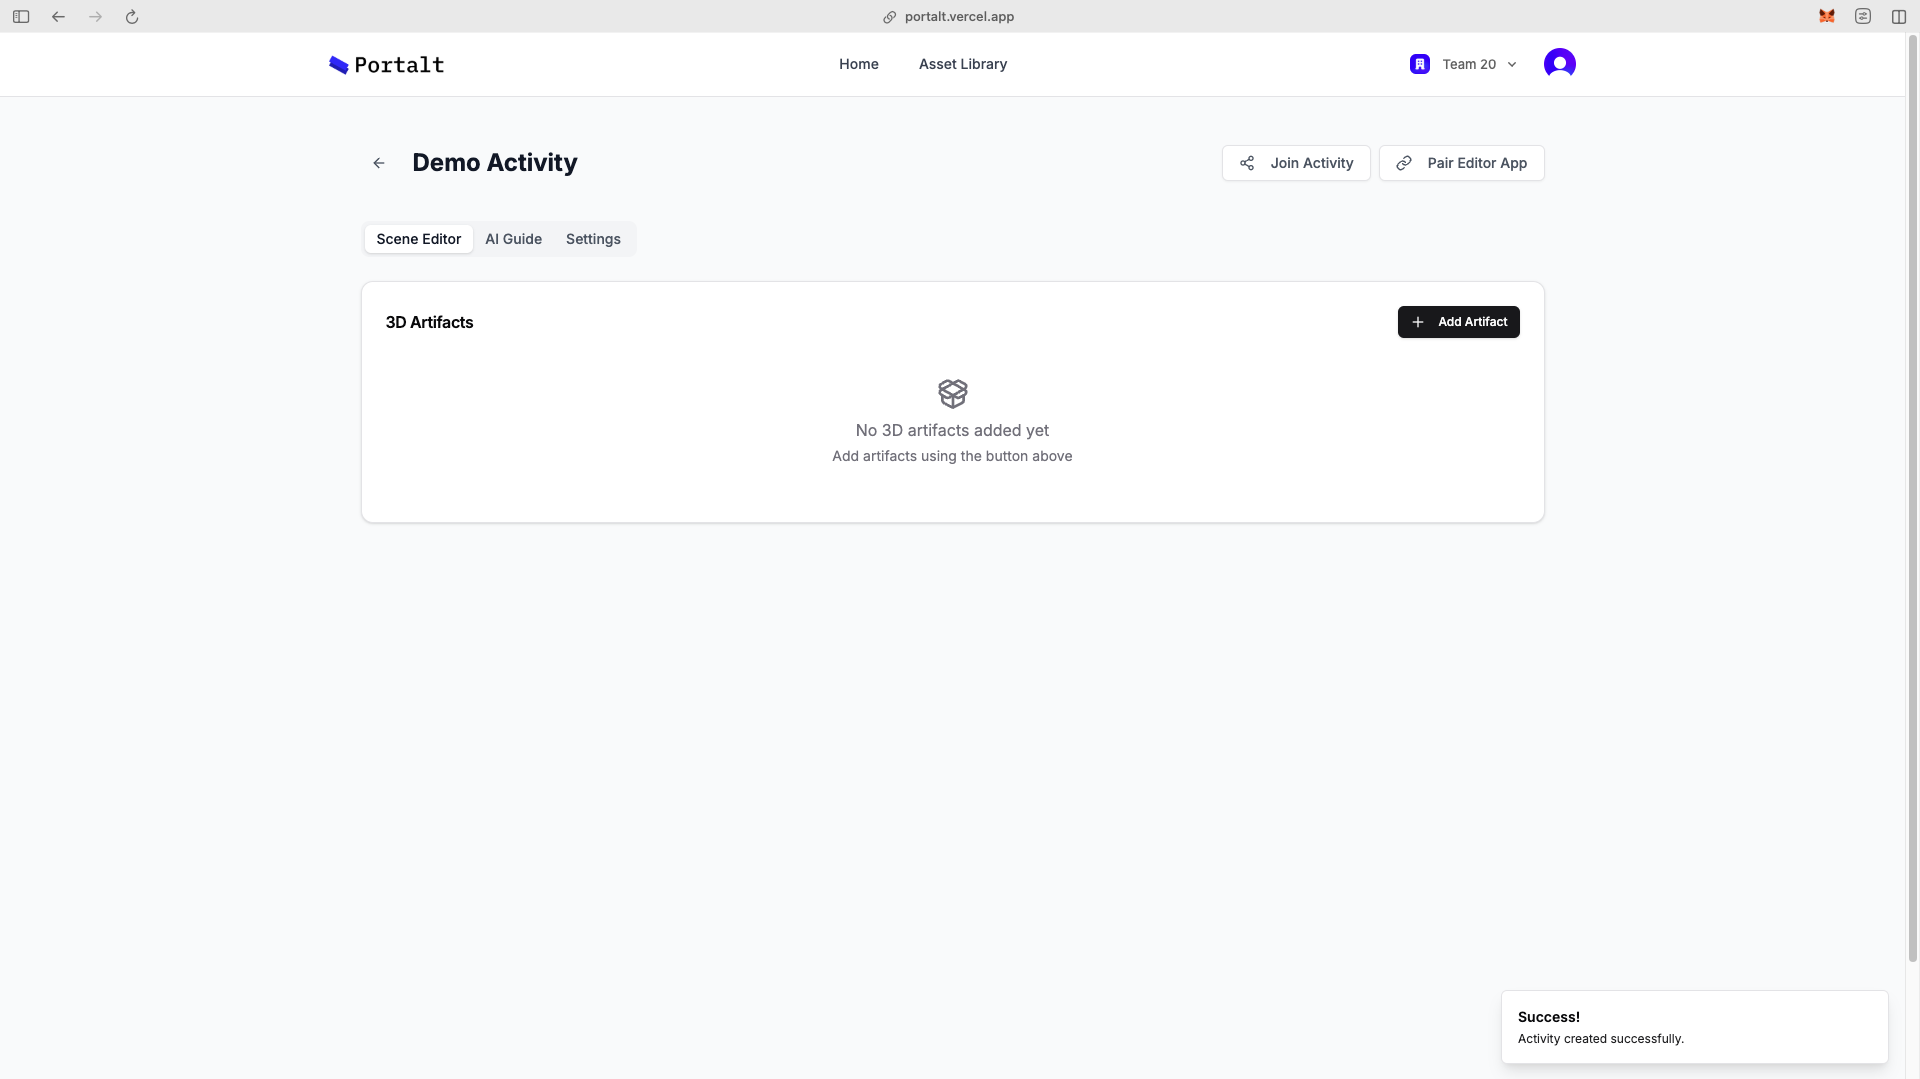 portalt.vercel.app
Portalt
Home
Asset Library
Team 20
Demo Activity
Join Activity
Pair Editor App
Scene Editor
AI Guide
Settings
3D Artifacts
Add Artifact
No 3D artifacts added yet
Add artifacts using the button above
Success!
Activity created successfully.